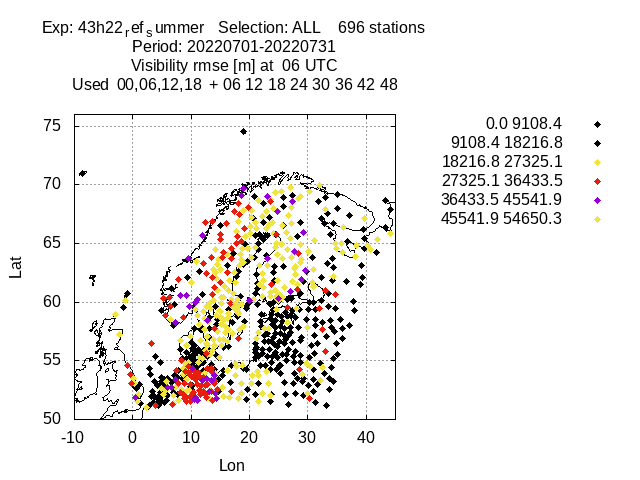 Exp: 43h22refsummer Selection: ALL 696 stations
Period: 20220701-20220731
Visibility rmse [m] at 06 UTC
Used 00,06,12,18 + 06 12 18 24 30 36 42 48
0.0 9108.4
9108.4 18216.8
18216.8 27325.1
27325.1 36433.5
36433.5 45541.9
45541.9 54650.3
75
70
65
60
55
50
Lat
-10 0 10 20 30 40
Lon